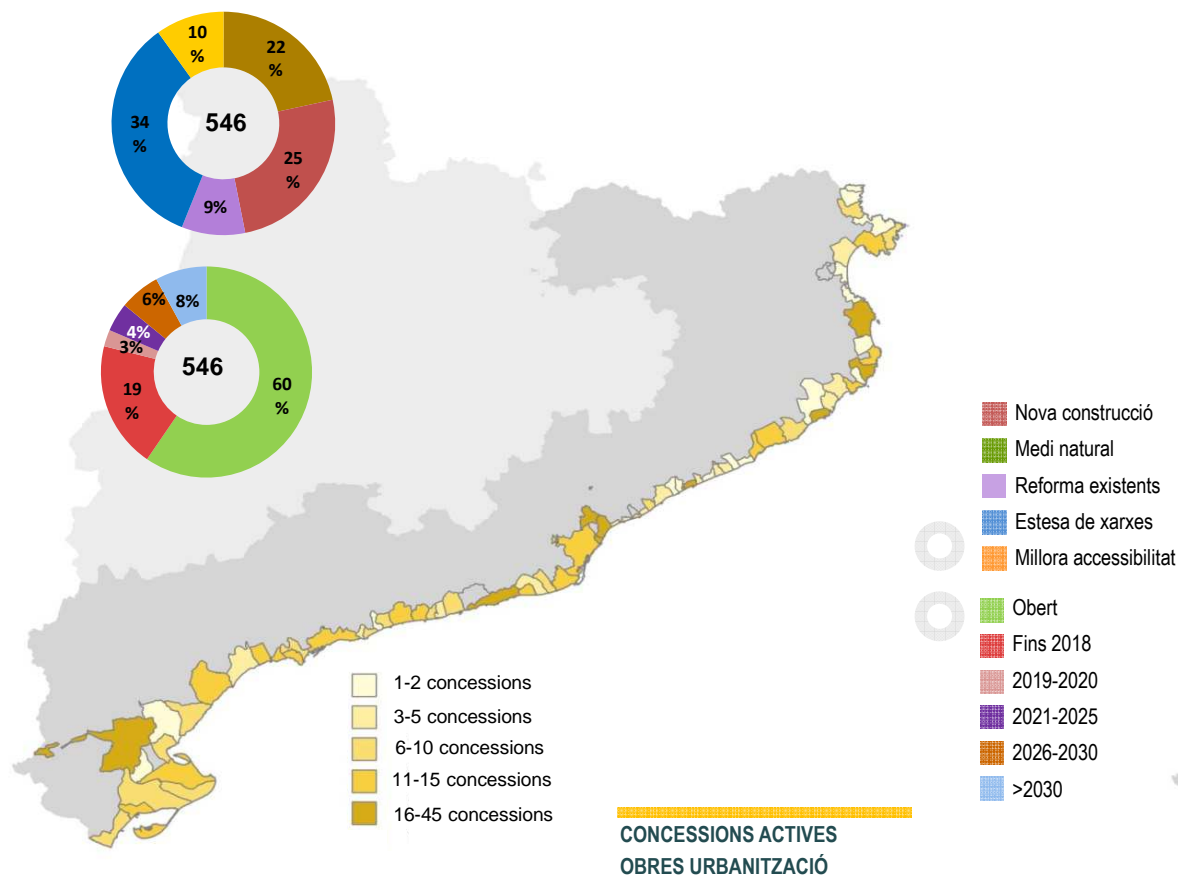 10
%
22
%
34
%
546
25
%
9%
6%
8%
4%
3%
546
19
%
60
%
Nova construcció
Medi natural
Reforma existents
Estesa de xarxes
Millora accessibilitat
Obert
Fins 2018
2019-2020
2021-2025
2026-2030
>2030
1-2 concessions
3-5 concessions
6-10 concessions
11-15 concessions
16-45 concessions
CONCESSIONS ACTIVES
OBRES URBANITZACIÓ